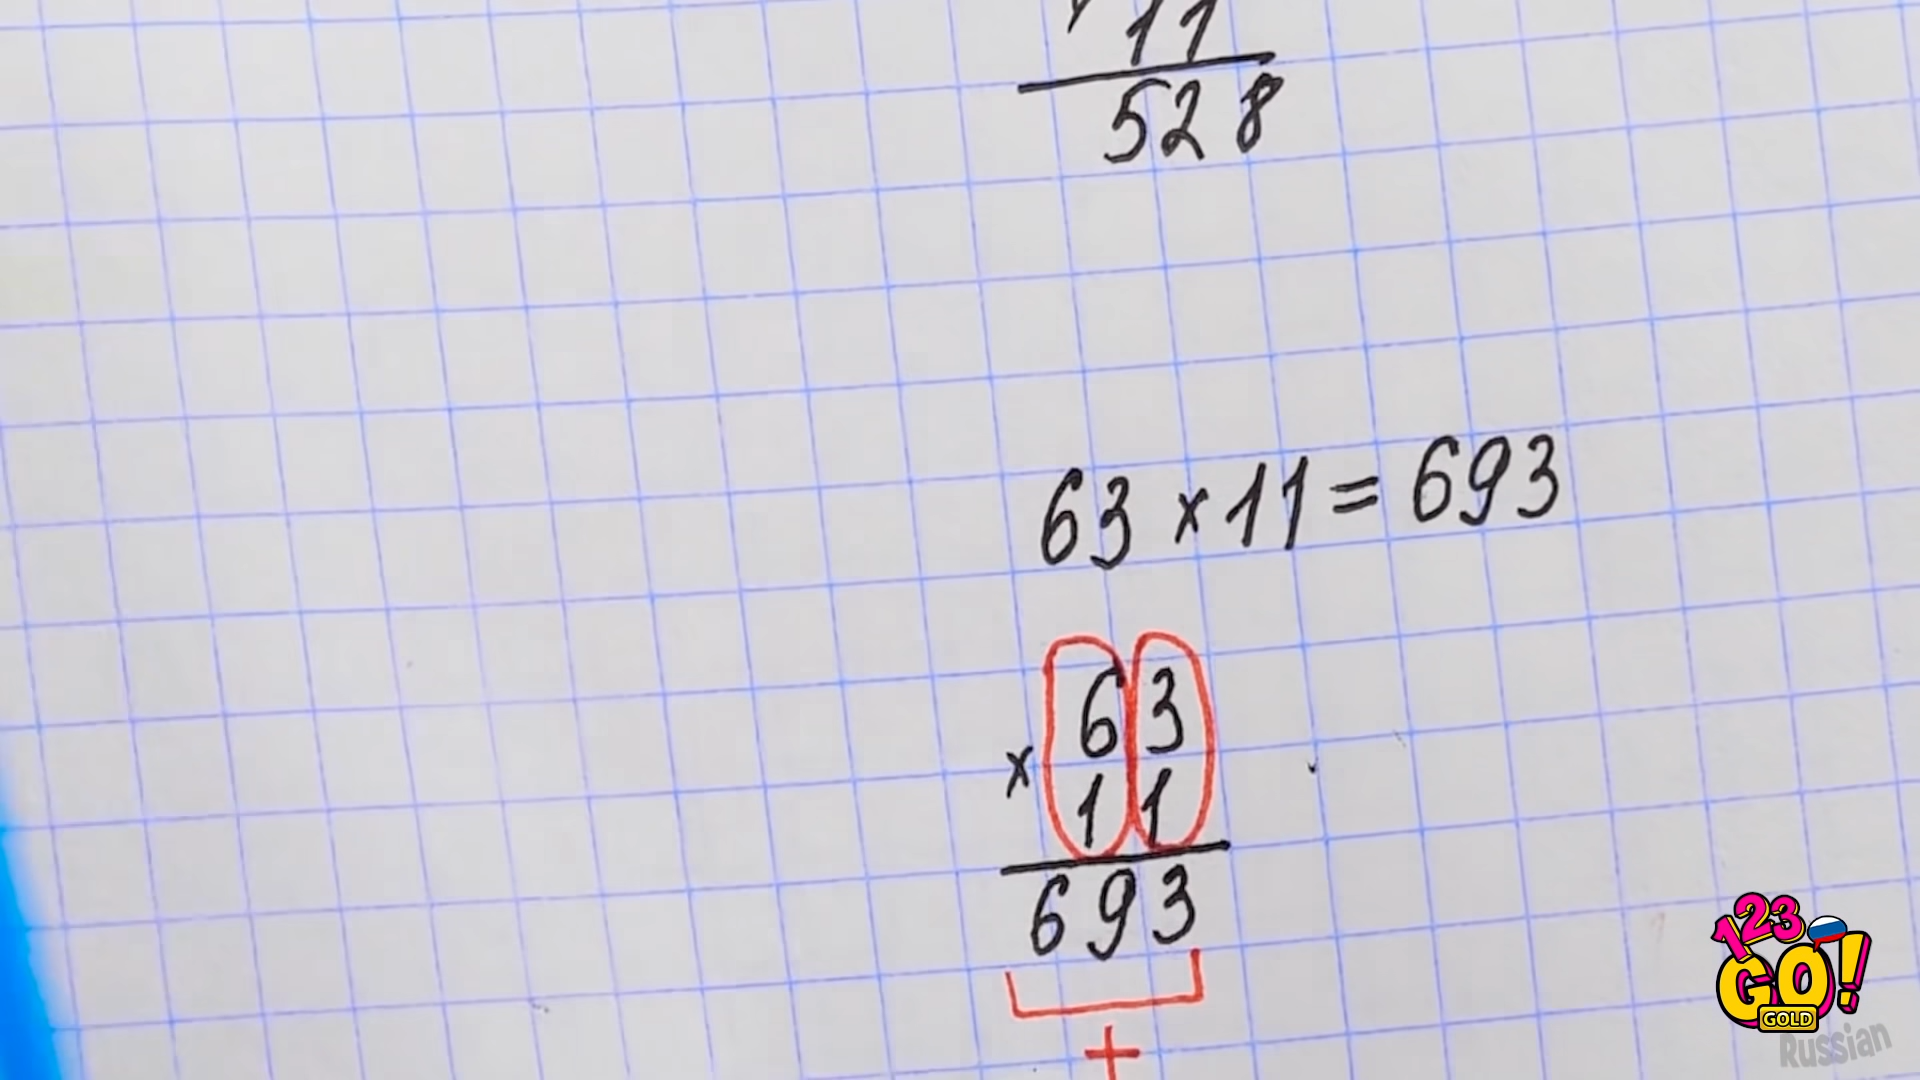 11
528
63 × 11 = 693
63
×
11
693
+
123
GO!
GOLD
Russian